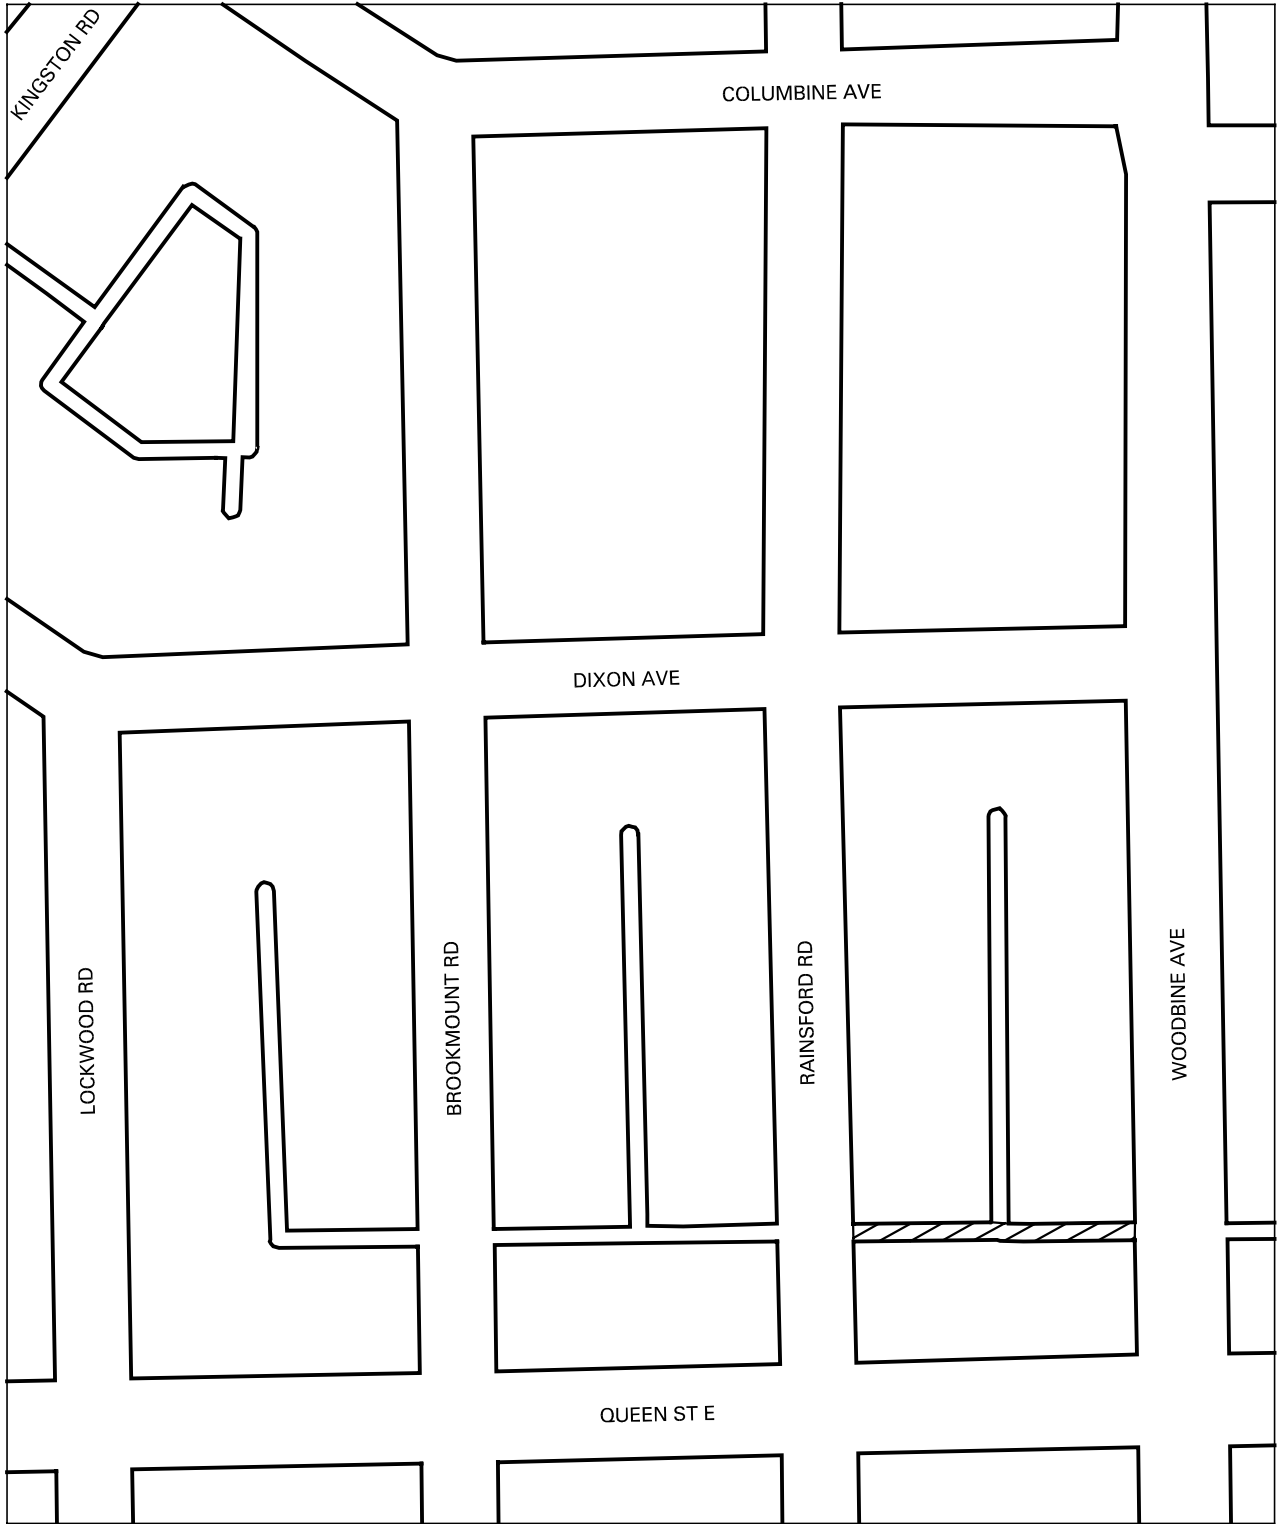 KINGSTON RD
COLUMBINE AVE
DIXON AVE
LOCKWOOD RD
BROOKMOUNT RD
RAINSFORD RD
WOODBINE AVE
QUEEN ST E